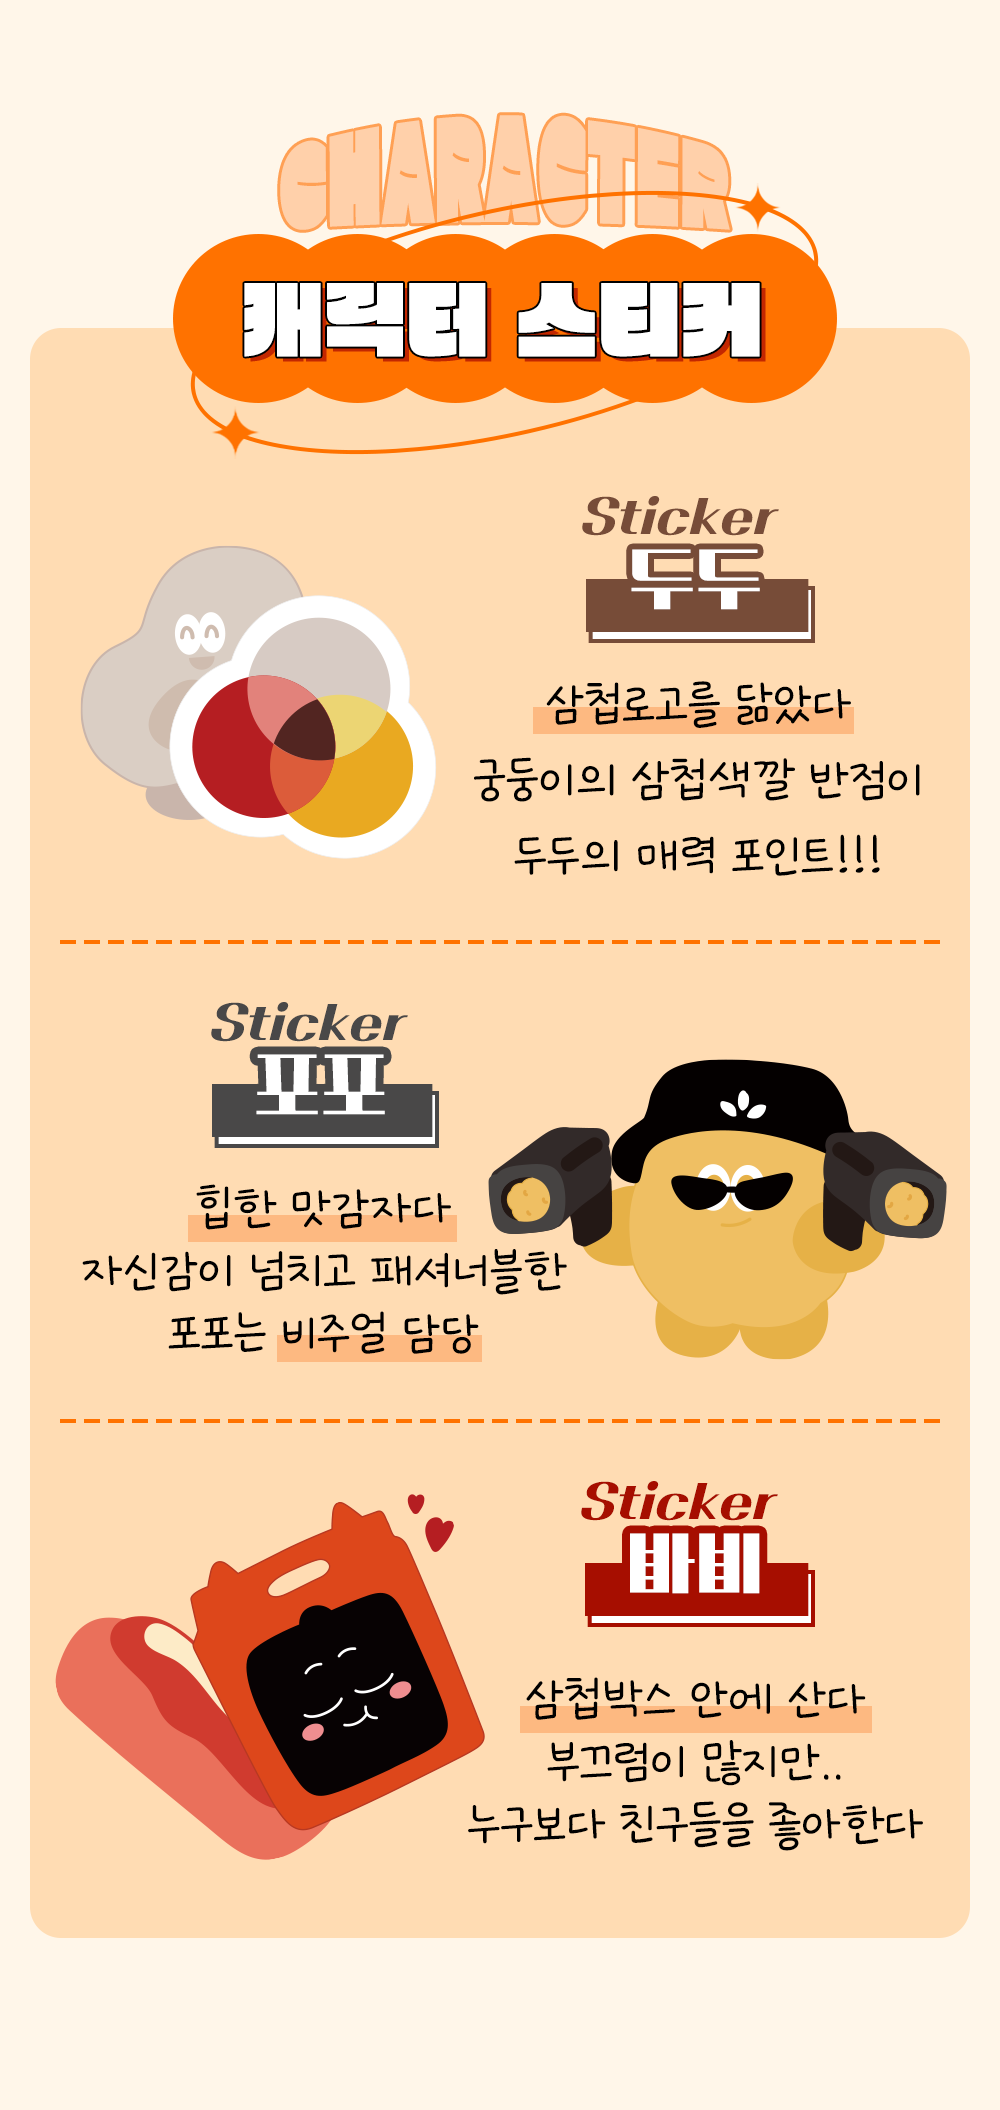 CHARACTER
캐릭터 스티커
Sticker
두두
삼첩로고를 닮았다
궁둥이의 삼첩색깔 반점이
두두의 매력 포인트!!!
Sticker
포포
힙한 맛감자다
자신감이 넘치고 패셔너블한
포포는 비주얼 담당
Sticker
바비
삼첩박스 안에 산다
부끄럼이 많지만..
누구보다 친구들을 좋아한다